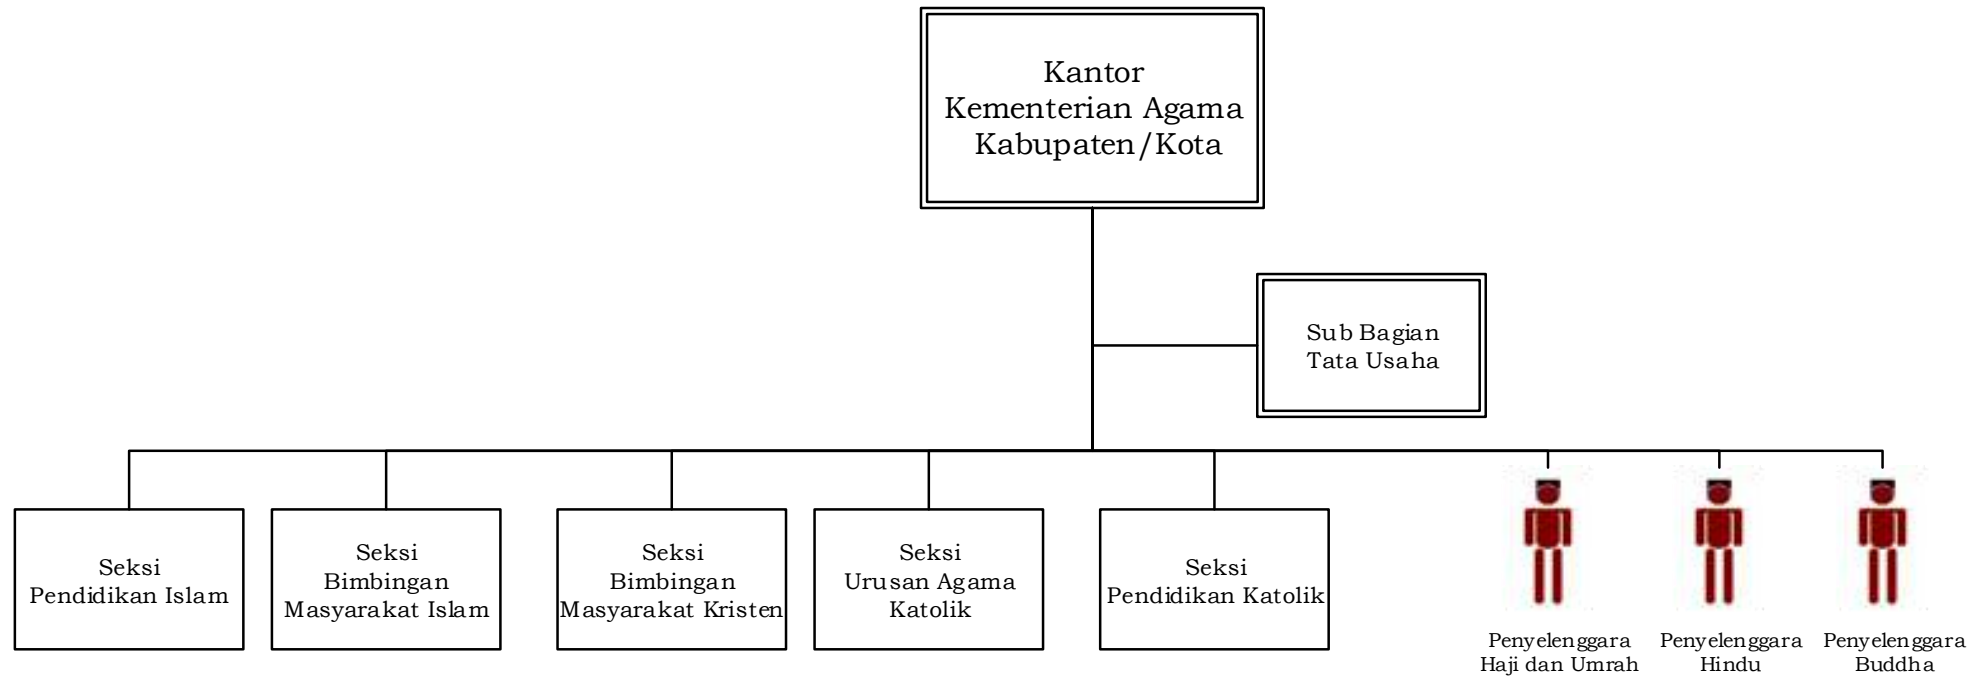 Kantor
Kementerian Agama
Kabupaten/Kota
Sub Bagian
Tata Usaha
Seksi
Pendidikan Islam
Seksi
Bimbingan
Masyarakat Islam
Seksi
Bimbingan
Masyarakat Kristen
Seksi
Urusan Agama
Katolik
Seksi
Pendidikan Katolik
Penyelenggara
Haji dan Umrah
Penyelenggara
Hindu
Penyelenggara
Buddha